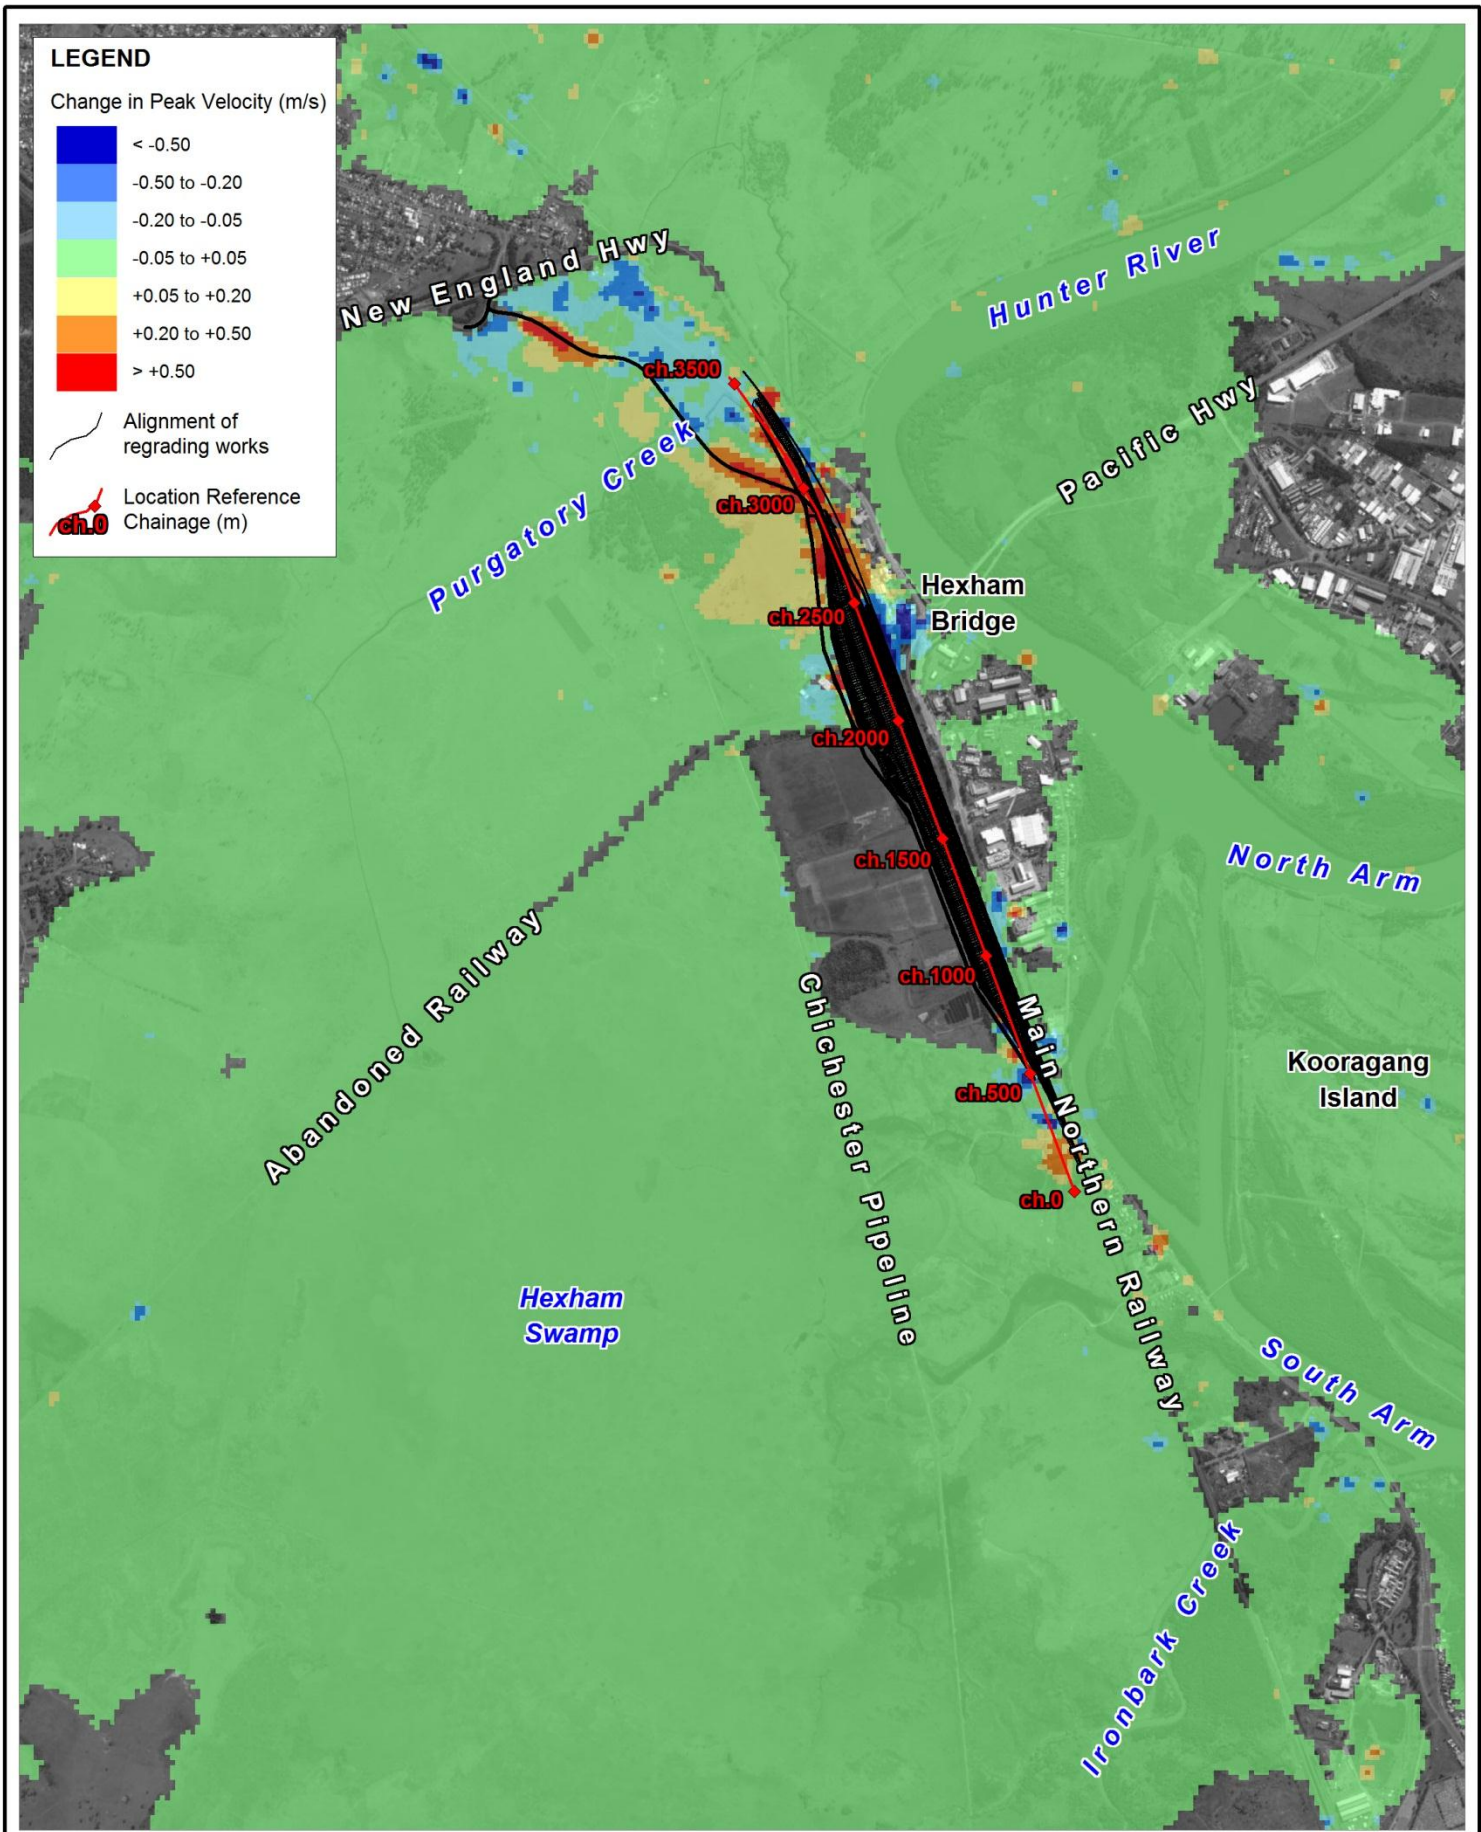 LEGEND
Change in Peak Velocity (m/s)
< -0.50
-0.50 to -0.20
-0.20 to -0.05
-0.05 to +0.05
+0.05 to +0.20
+0.20 to +0.50
> +0.50
Alignment of
regrading works
Location Reference
Chainage (m)
ch.0
New England Hwy
Hunter River
ch.3500
Pacific Hwy
Purgatory Creek
ch.3000
Hexham
Bridge
ch.2500
ch.2000
ch.1500
North Arm
Abandoned Railway
ch.1000
Chichester Pipeline
Main Northern Railway
Kooragang
Island
ch.500
ch.0
Hexham
Swamp
South Arm
Ironbark Creek